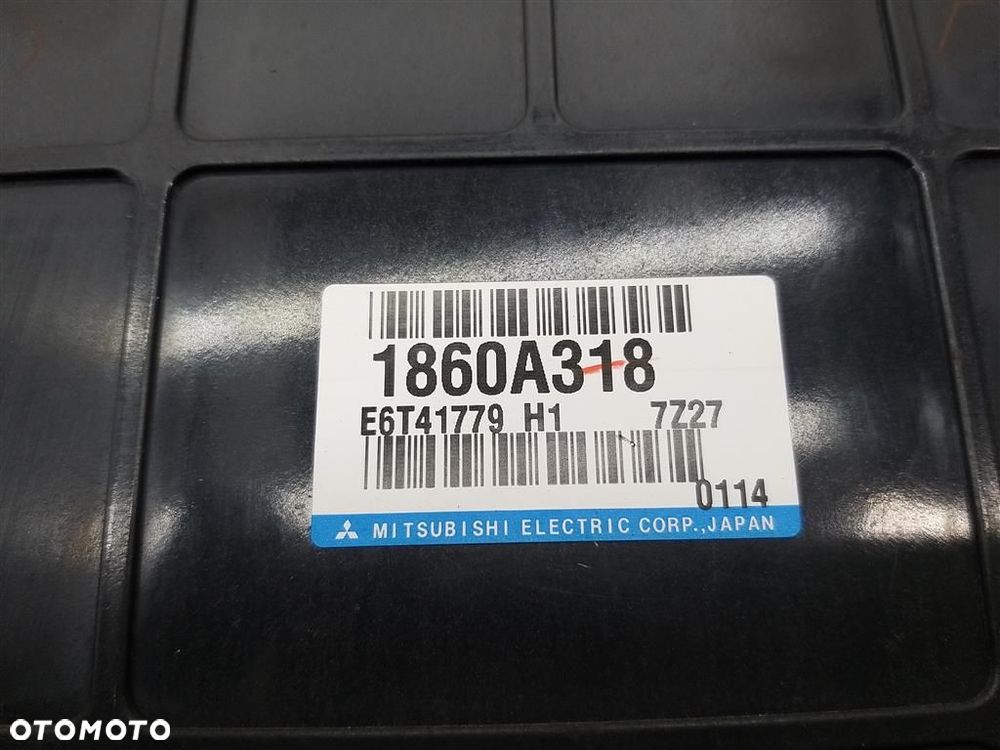 1860A318
E6T41779 H1 7Z27
0114
MITSUBISHI ELECTRIC CORP.,JAPAN
OTOMOTO